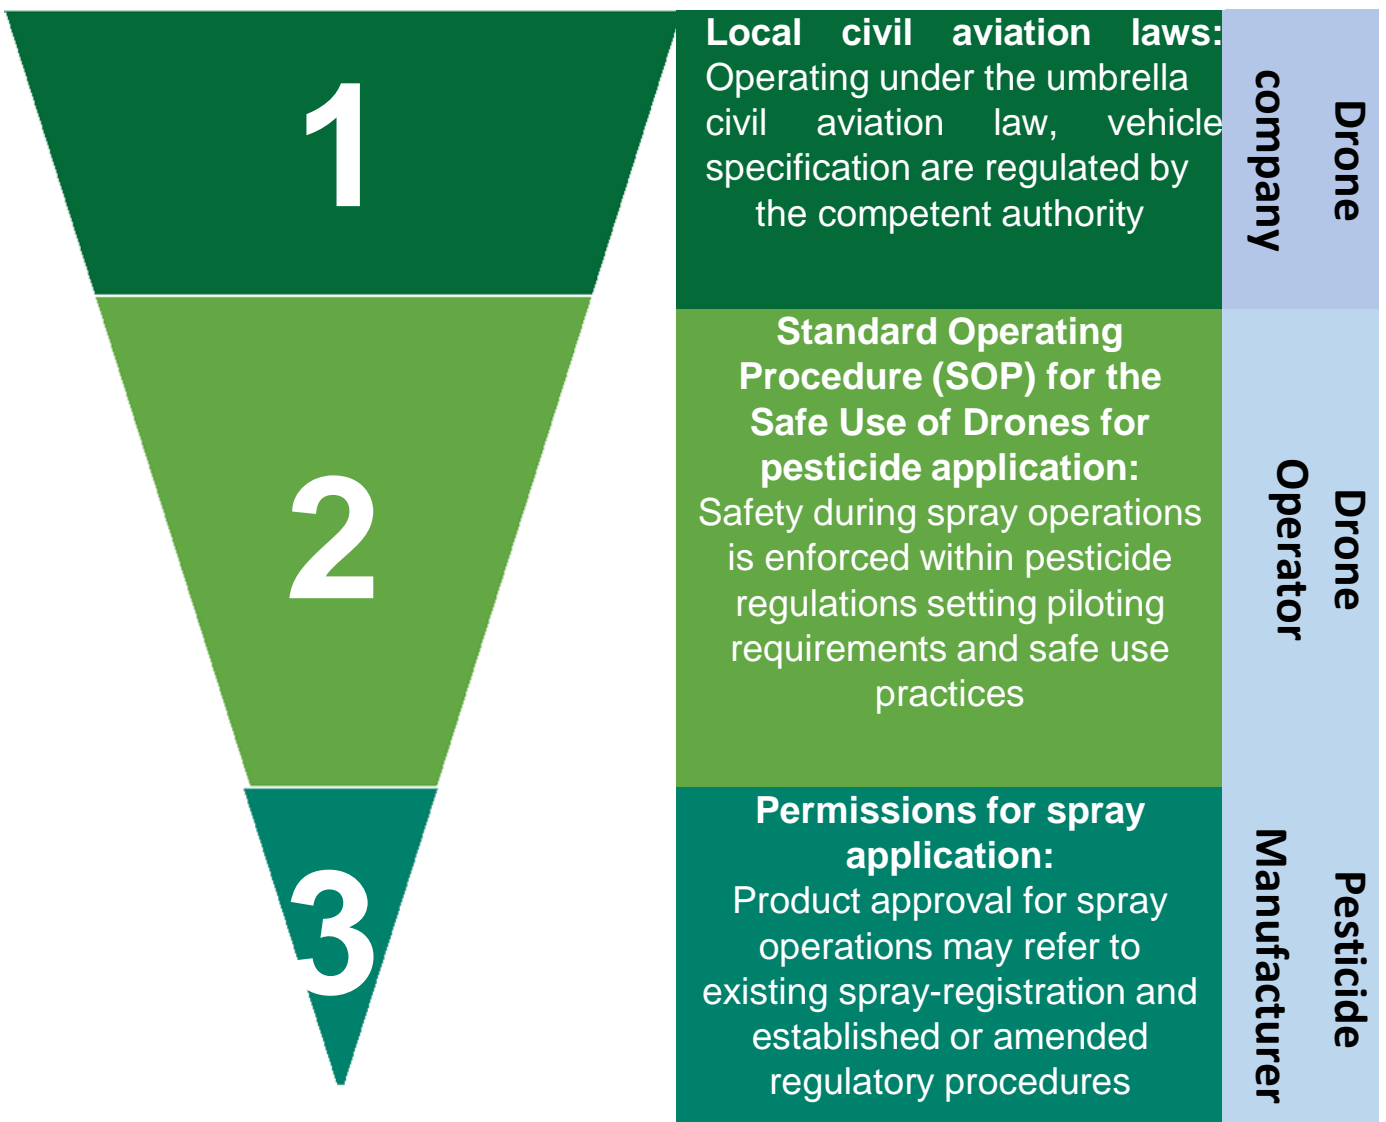 1
Local civil aviation laws:
Operating under the umbrella
civil aviation law, vehicle
specification are regulated by
the competent authority
Drone
company
2
Standard Operating
Procedure (SOP) for the
Safe Use of Drones for
pesticide application:
Safety during spray operations
is enforced within pesticide
regulations setting piloting
requirements and safe use
practices
Drone
Operator
3
Permissions for spray
application:
Product approval for spray
operations may refer to
existing spray-registration and
established or amended
regulatory procedures
Pesticide
Manufacturer